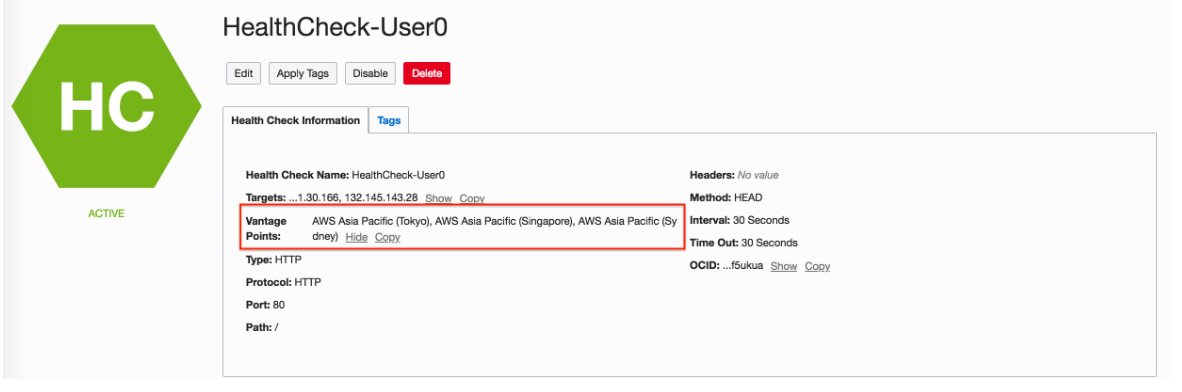 HealthCheck-User0
HC
ACTIVE
Edit Apply Tags Disable Delete
Health Check Information Tags
Health Check Name: HealthCheck-User0
Targets: ...1.30.166, 132.145.143.28 Show Copy
Vantage Points: AWS Asia Pacific (Tokyo), AWS Asia Pacific (Singapore), AWS Asia Pacific (Sy
dney) Hide Copy
Type: HTTP
Protocol: HTTP
Port: 80
Path: /
Headers: No value
Method: HEAD
Interval: 30 Seconds
Time Out: 30 Seconds
OCID: ...f5ukua Show Copy